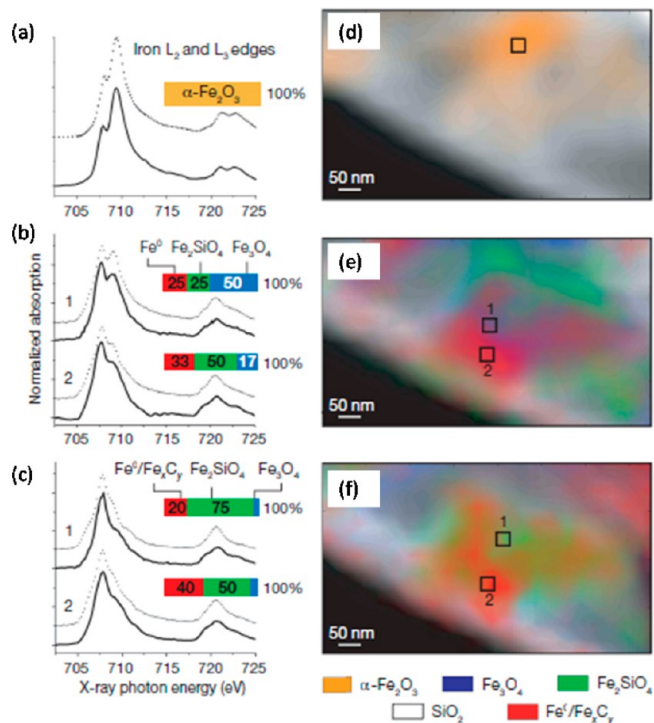 (a)
Iron L₂ and L₃ edges
α-Fe₂O₃ 100%
705 710 715 720 725
(b)
Fe⁰ Fe₂SiO₄ Fe₃O₄
25 25 50 100%
1
33 50 17 100%
2
705 710 715 720 725
(c)
Fe⁰/FeₓCᵧ Fe₂SiO₄ Fe₃O₄
20 75 100%
1
40 50 100%
2
705 710 715 720 725
X-ray photon energy (eV)
Normalized absorption
(d)
50 nm
(e)
1
2
50 nm
(f)
1
2
50 nm
α-Fe₂O₃ Fe₃O₄ Fe₂SiO₄
SiO₂ Fe⁰/FeₓCᵧ